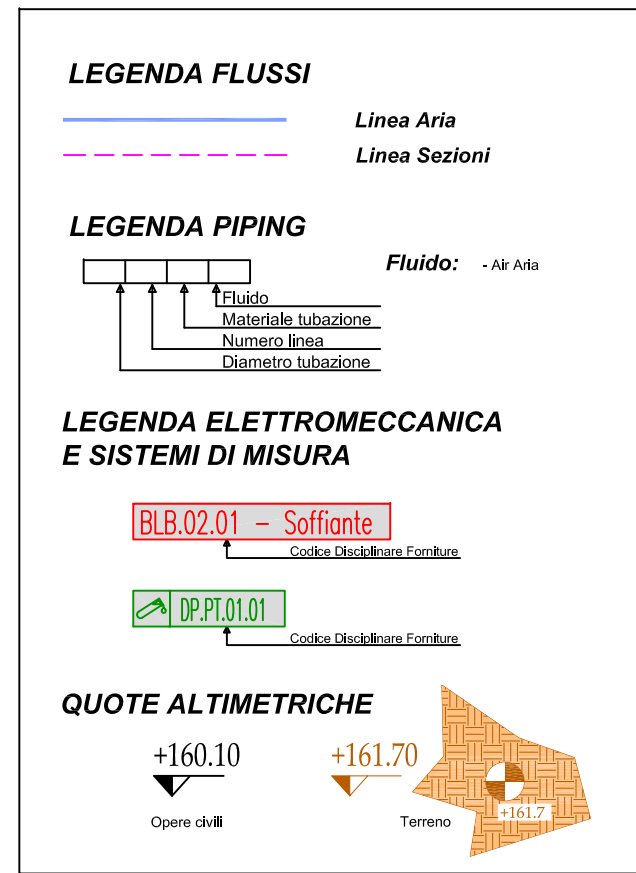 LEGENDA FLUSSI
Linea Aria
Linea Sezioni
LEGENDA PIPING
Fluido: - Air Aria
Fluido
Materiale tubazione
Numero linea
Diametro tubazione
LEGENDA ELETTROMECCANICA
E SISTEMI DI MISURA
BLB.02.01 – Soffiante
Codice Disciplinare Forniture
DP.PT.01.01
Codice Disciplinare Forniture
QUOTE ALTIMETRICHE
+160.10
+161.70
+161.7
Opere civili
Terreno